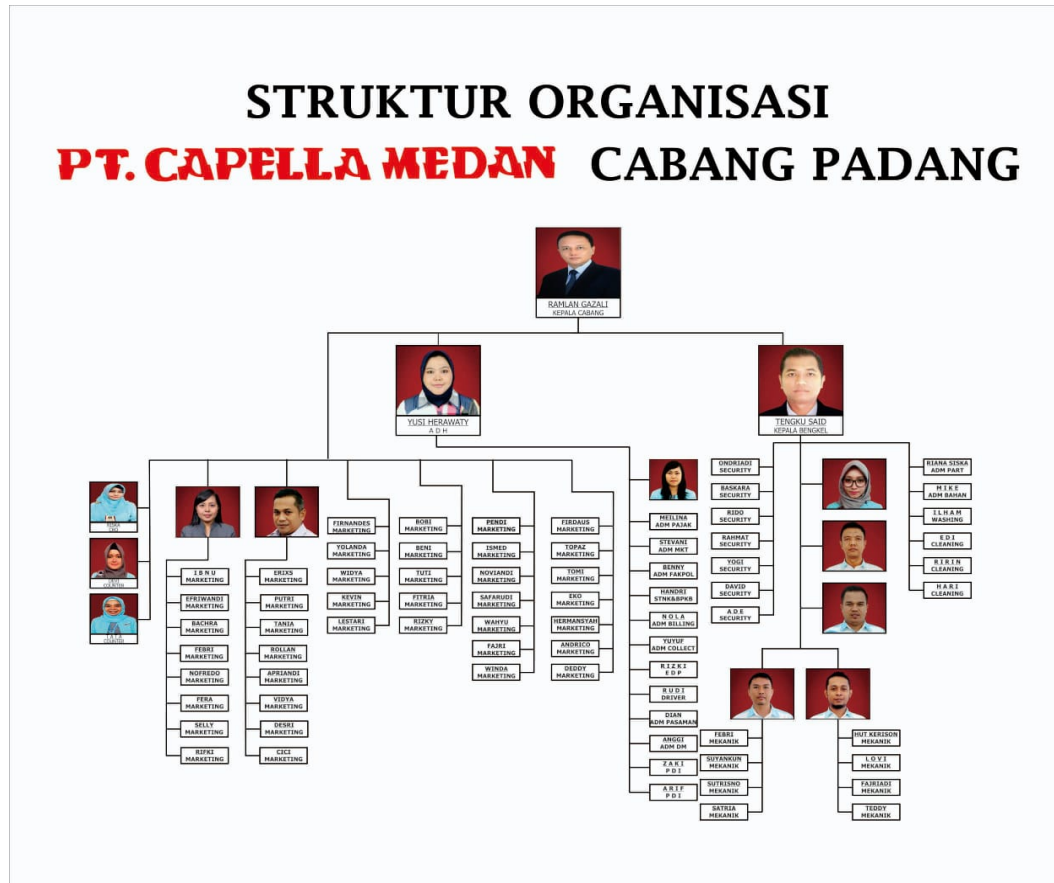 STRUKTUR ORGANISASI
PT. CAPELLA MEDAN CABANG PADANG
RAMLAN GAZALI
KEPALA CABANG
YUSI HERAWATY
A D H
TENGKU SAID
KEPALA BENGKEL
COUNTER
COUNTER
I B N U
MARKETING
EFRIWANDI
MARKETING
BACHRA
MARKETING
FEBRI
MARKETING
NOFREDO
MARKETING
FERA
MARKETING
SELLY
MARKETING
RIFKI
MARKETING
ERIXS
MARKETING
PUTRI
MARKETING
TANIA
MARKETING
ROLLAN
MARKETING
APRIANDI
MARKETING
VIDYA
MARKETING
DESRI
MARKETING
CICI
MARKETING
FIRNANDES
MARKETING
YOLANDA
MARKETING
WIDYA
MARKETING
KEVIN
MARKETING
LESTARI
MARKETING
BOBI
MARKETING
BENI
MARKETING
TUTI
MARKETING
FITRIA
MARKETING
RIZKY
MARKETING
PENDI
MARKETING
ISMED
MARKETING
NOVIANDI
MARKETING
SAFARUDI
MARKETING
WAHYU
MARKETING
FAJRI
MARKETING
WINDA
MARKETING
FIRDAUS
MARKETING
TOPAZ
MARKETING
TOMI
MARKETING
EKO
MARKETING
HERMANSYAH
MARKETING
ANDRICO
MARKETING
DEDDY
MARKETING
MEILINA
ADM PAJAK
STEVANI
ADM MKT
BENNY
ADM FAKPOL
HANDRI
STNK&BPKB
N O L A
ADM BILLING
YUYUF
ADM COLLECT
R I Z K I
E D P
R U D I
DRIVER
DIAN
ADM PASAMAN
ANGGI
ADM DM
Z A K I
P D I
A R I F
P D I
ONDRIADI
SECURITY
BASKARA
SECURITY
RIDO
SECURITY
RAHMAT
SECURITY
YOGI
SECURITY
DAVID
SECURITY
A D E
SECURITY
RIANA SISKA
ADM PART
M I K E
ADM BAHAN
I L H A M
WASHING
E D I
CLEANING
R I R I N
CLEANING
H A R I
CLEANING
FEBRI
MEKANIK
SUYANKUN
MEKANIK
SUTRISNO
MEKANIK
SATRIA
MEKANIK
HUT KERISON
MEKANIK
L O V I
MEKANIK
FAJRIADI
MEKANIK
TEDDY
MEKANIK